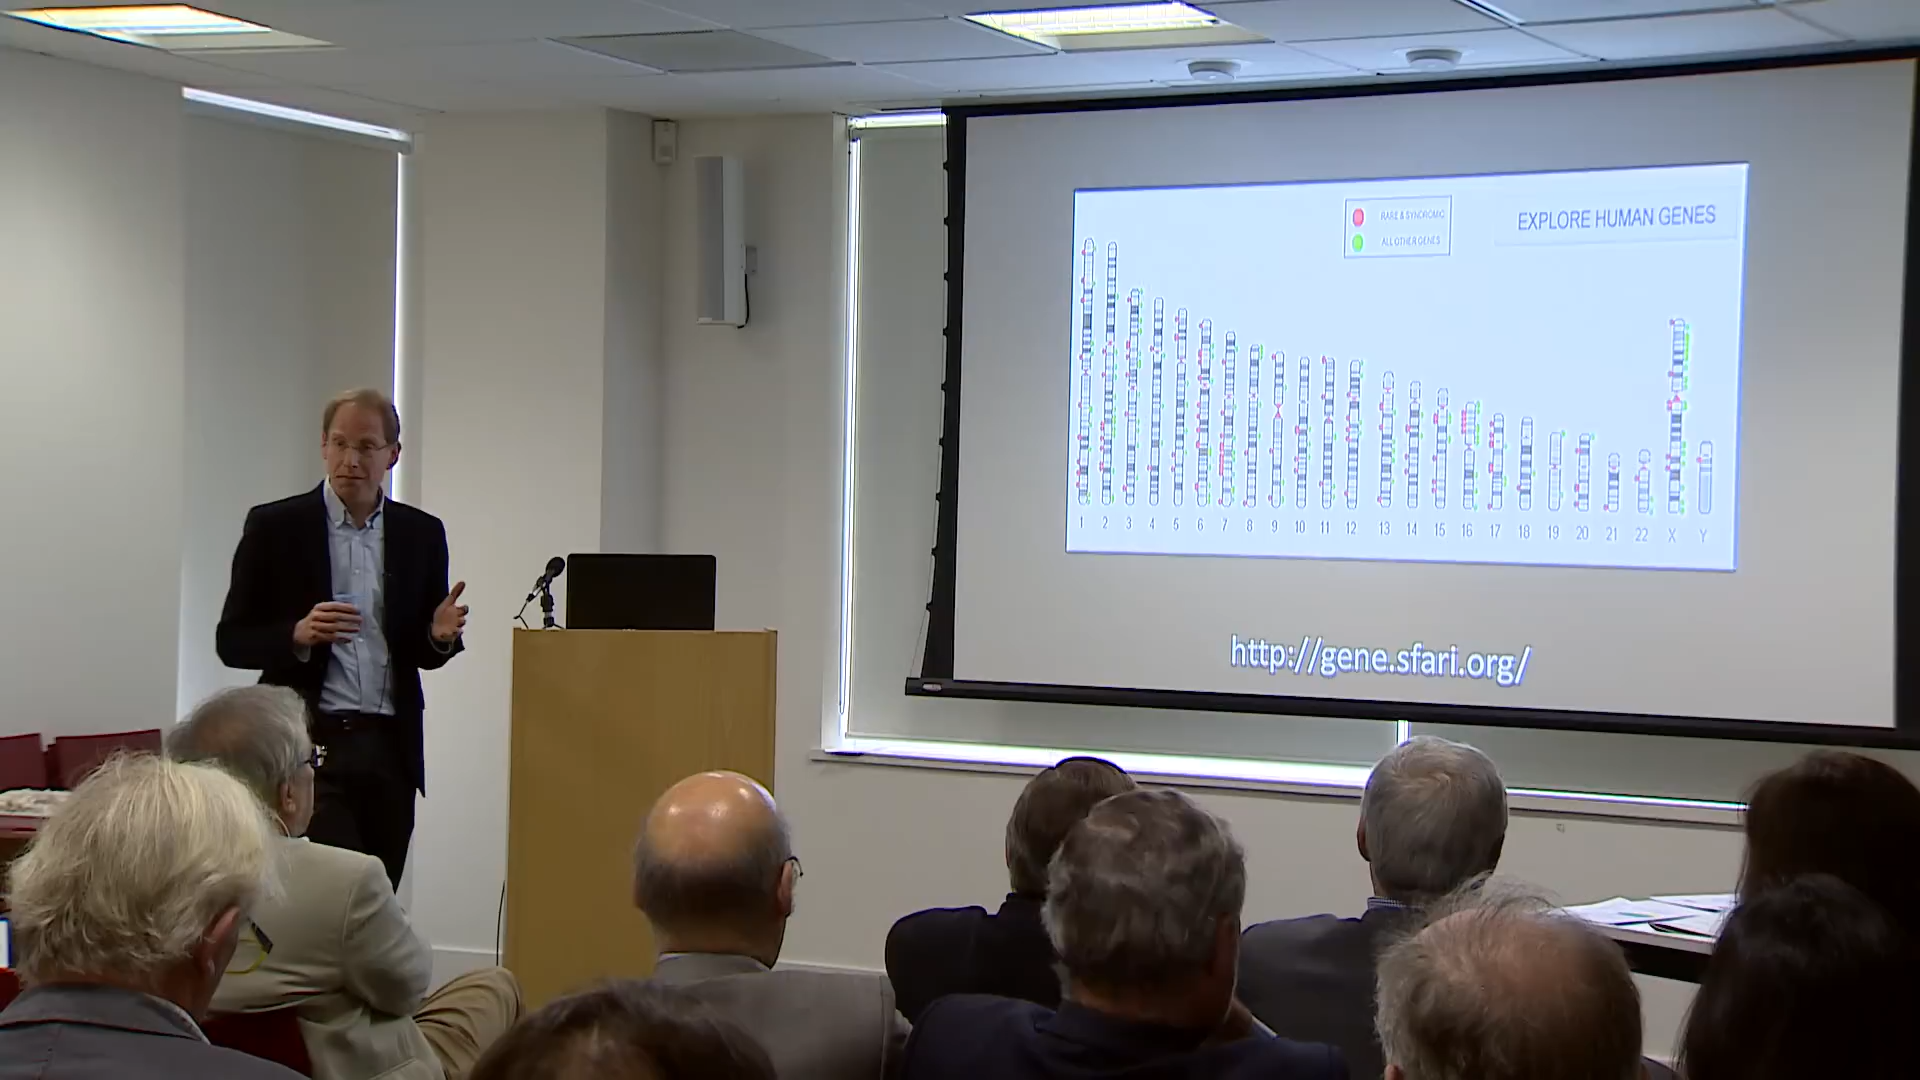 RARE & SYNDROMIC
ALL OTHER GENES
EXPLORE HUMAN GENES
1 2 3 4 5 6 7 8 9 10 11 12 13 14 15 16 17 18 19 20 21 22 X Y
http://gene.sfari.org/